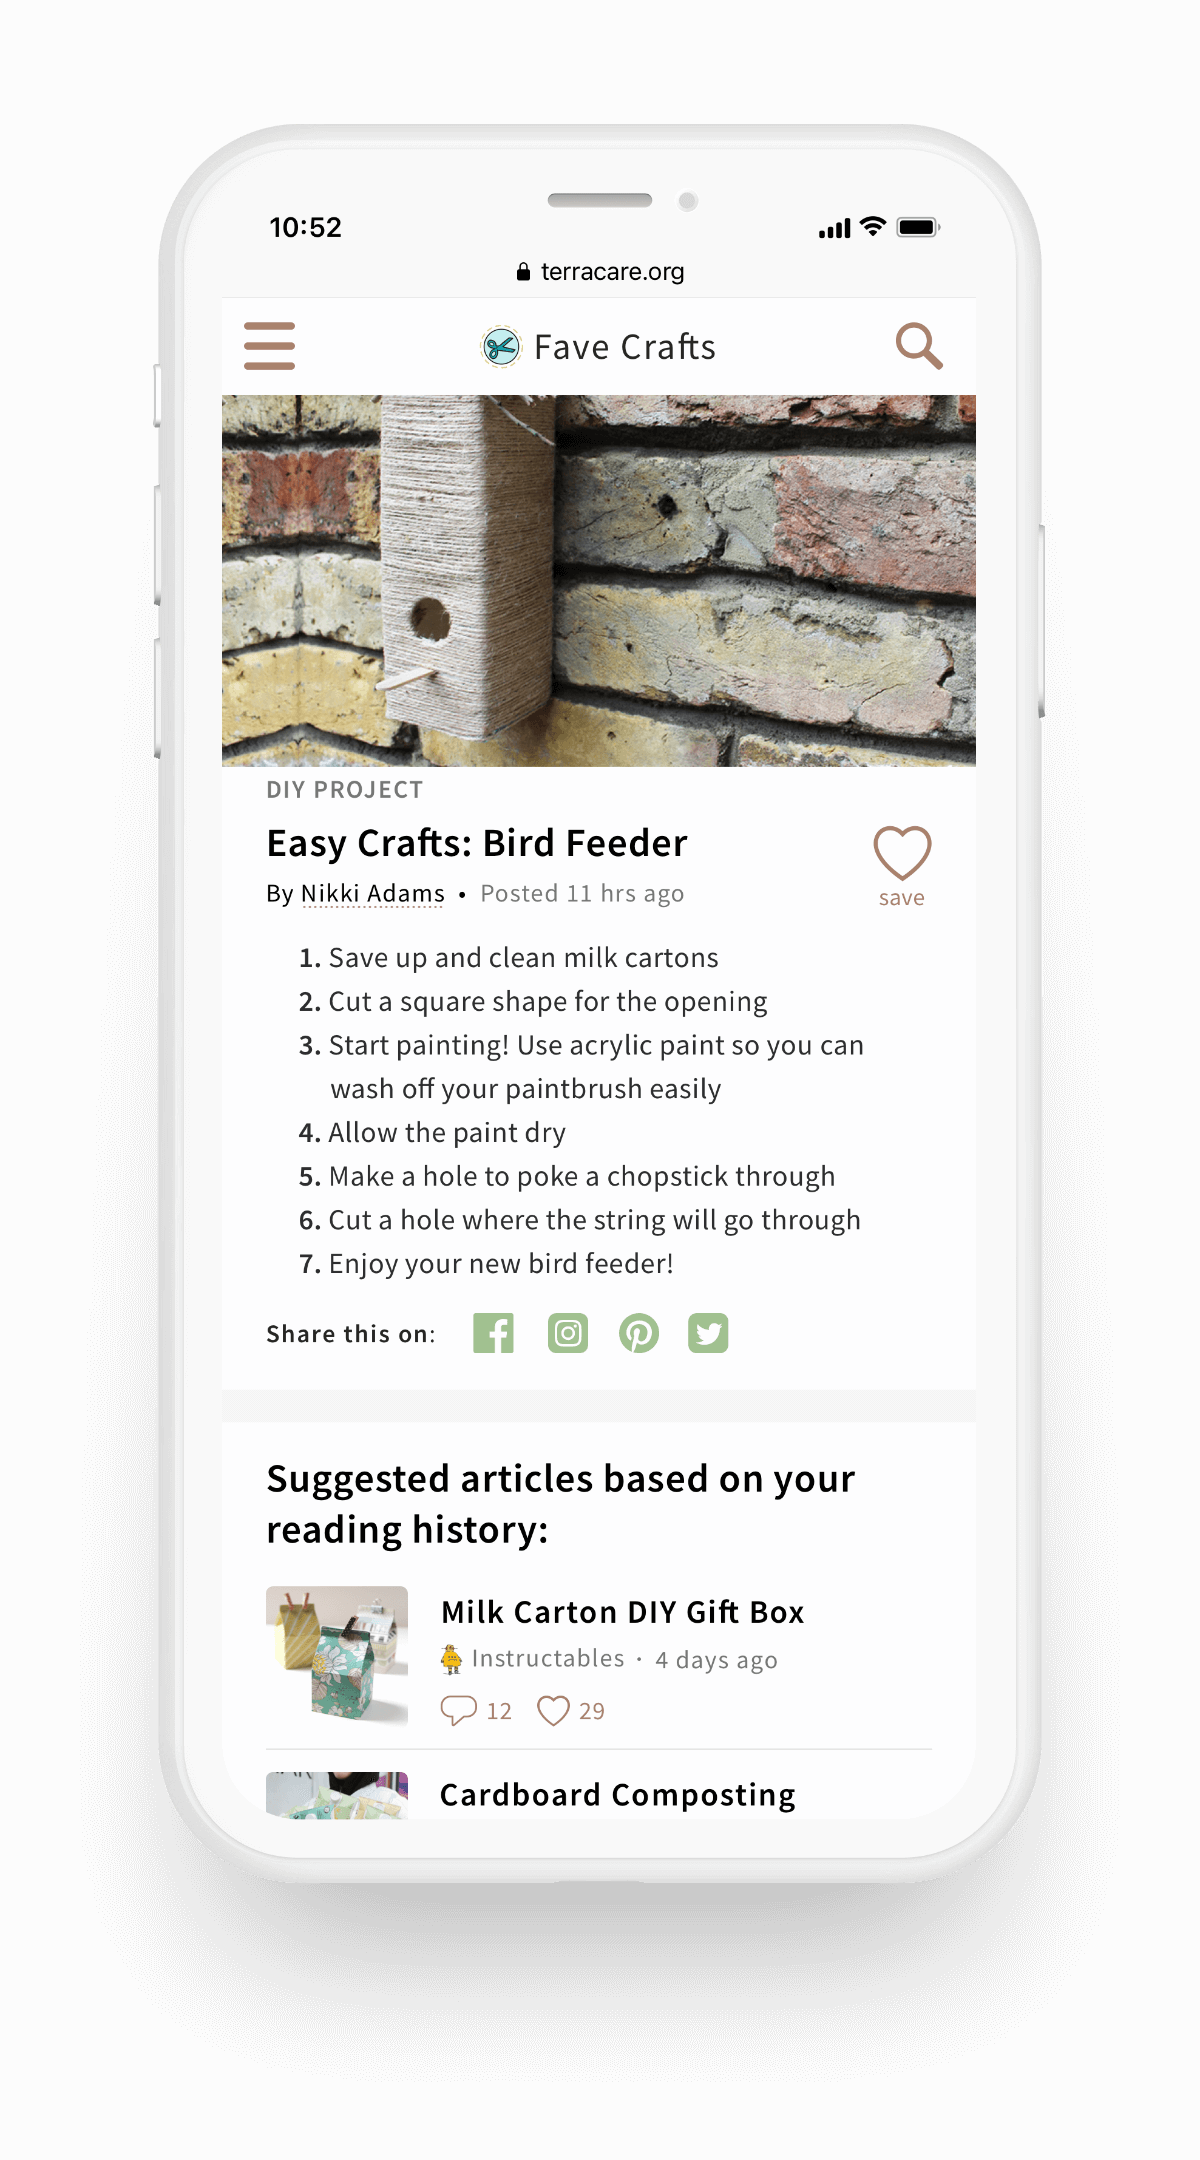 10:52
terracare.org
Fave Crafts
DIY PROJECT
Easy Crafts: Bird Feeder
By Nikki Adams • Posted 11 hrs ago
save
1. Save up and clean milk cartons
2. Cut a square shape for the opening
3. Start painting! Use acrylic paint so you can
wash off your paintbrush easily
4. Allow the paint dry
5. Make a hole to poke a chopstick through
6. Cut a hole where the string will go through
7. Enjoy your new bird feeder!
Share this on:
Suggested articles based on your
reading history:
Milk Carton DIY Gift Box
Instructables · 4 days ago
12 29
Cardboard Composting